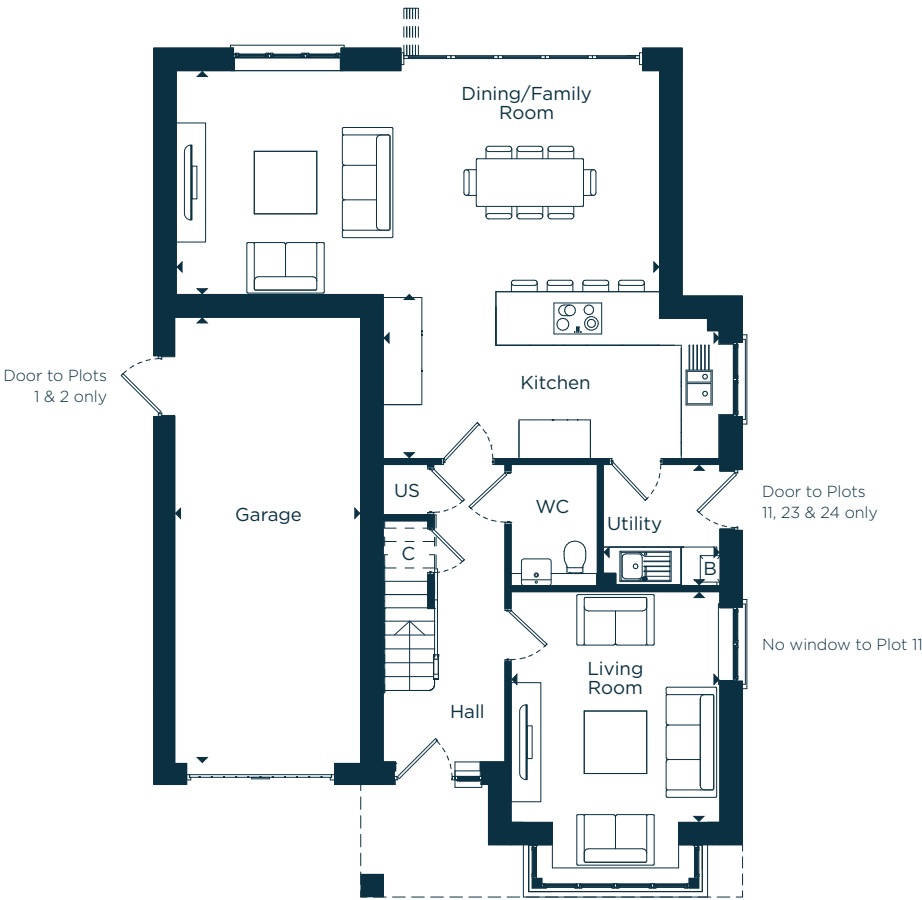 Dining/Family
Room
Door to Plots
1 & 2 only
Kitchen
US
WC
Door to Plots
11, 23 & 24 only
Garage
Utility
C
B
No window to Plot 11
Living
Room
Hall